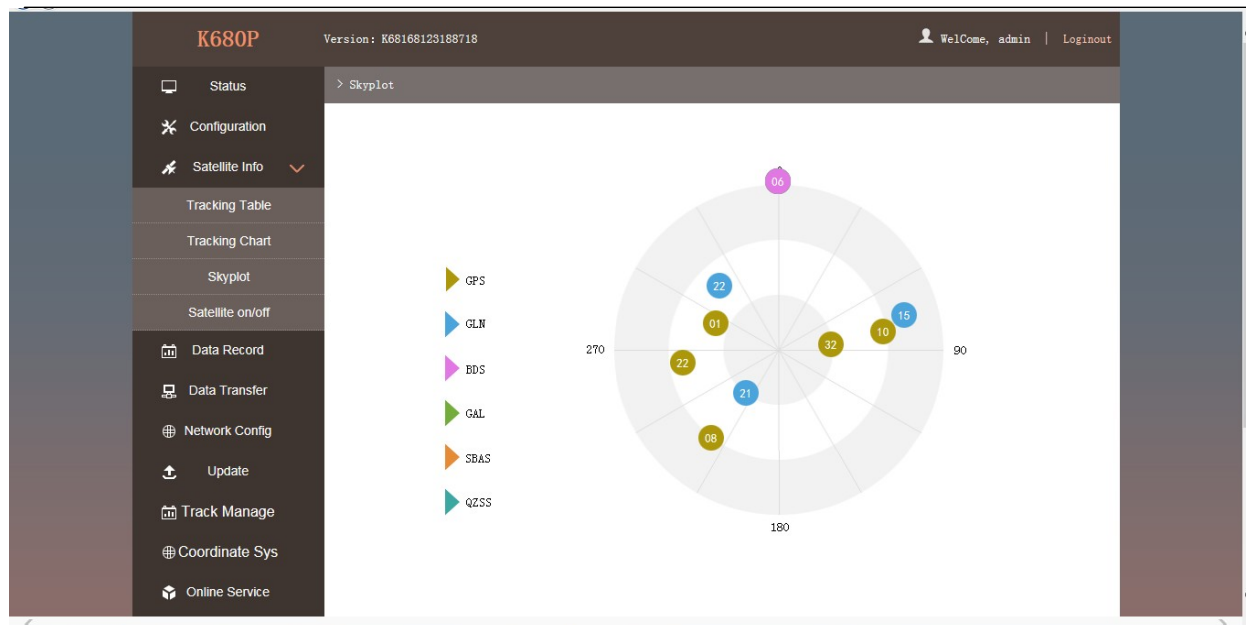 K680P
Version: K68168123188718
WelCome, admin | Loginout
Status
> Skyplot
Configuration
Satellite Info
Tracking Table
Tracking Chart
Skyplot
Satellite on/off
Data Record
Data Transfer
Network Config
Update
Track Manage
Coordinate Sys
Online Service
GPS
GLN
BDS
GAL
SBAS
QZSS
06
22
15
01
10
32
270
90
22
21
08
180